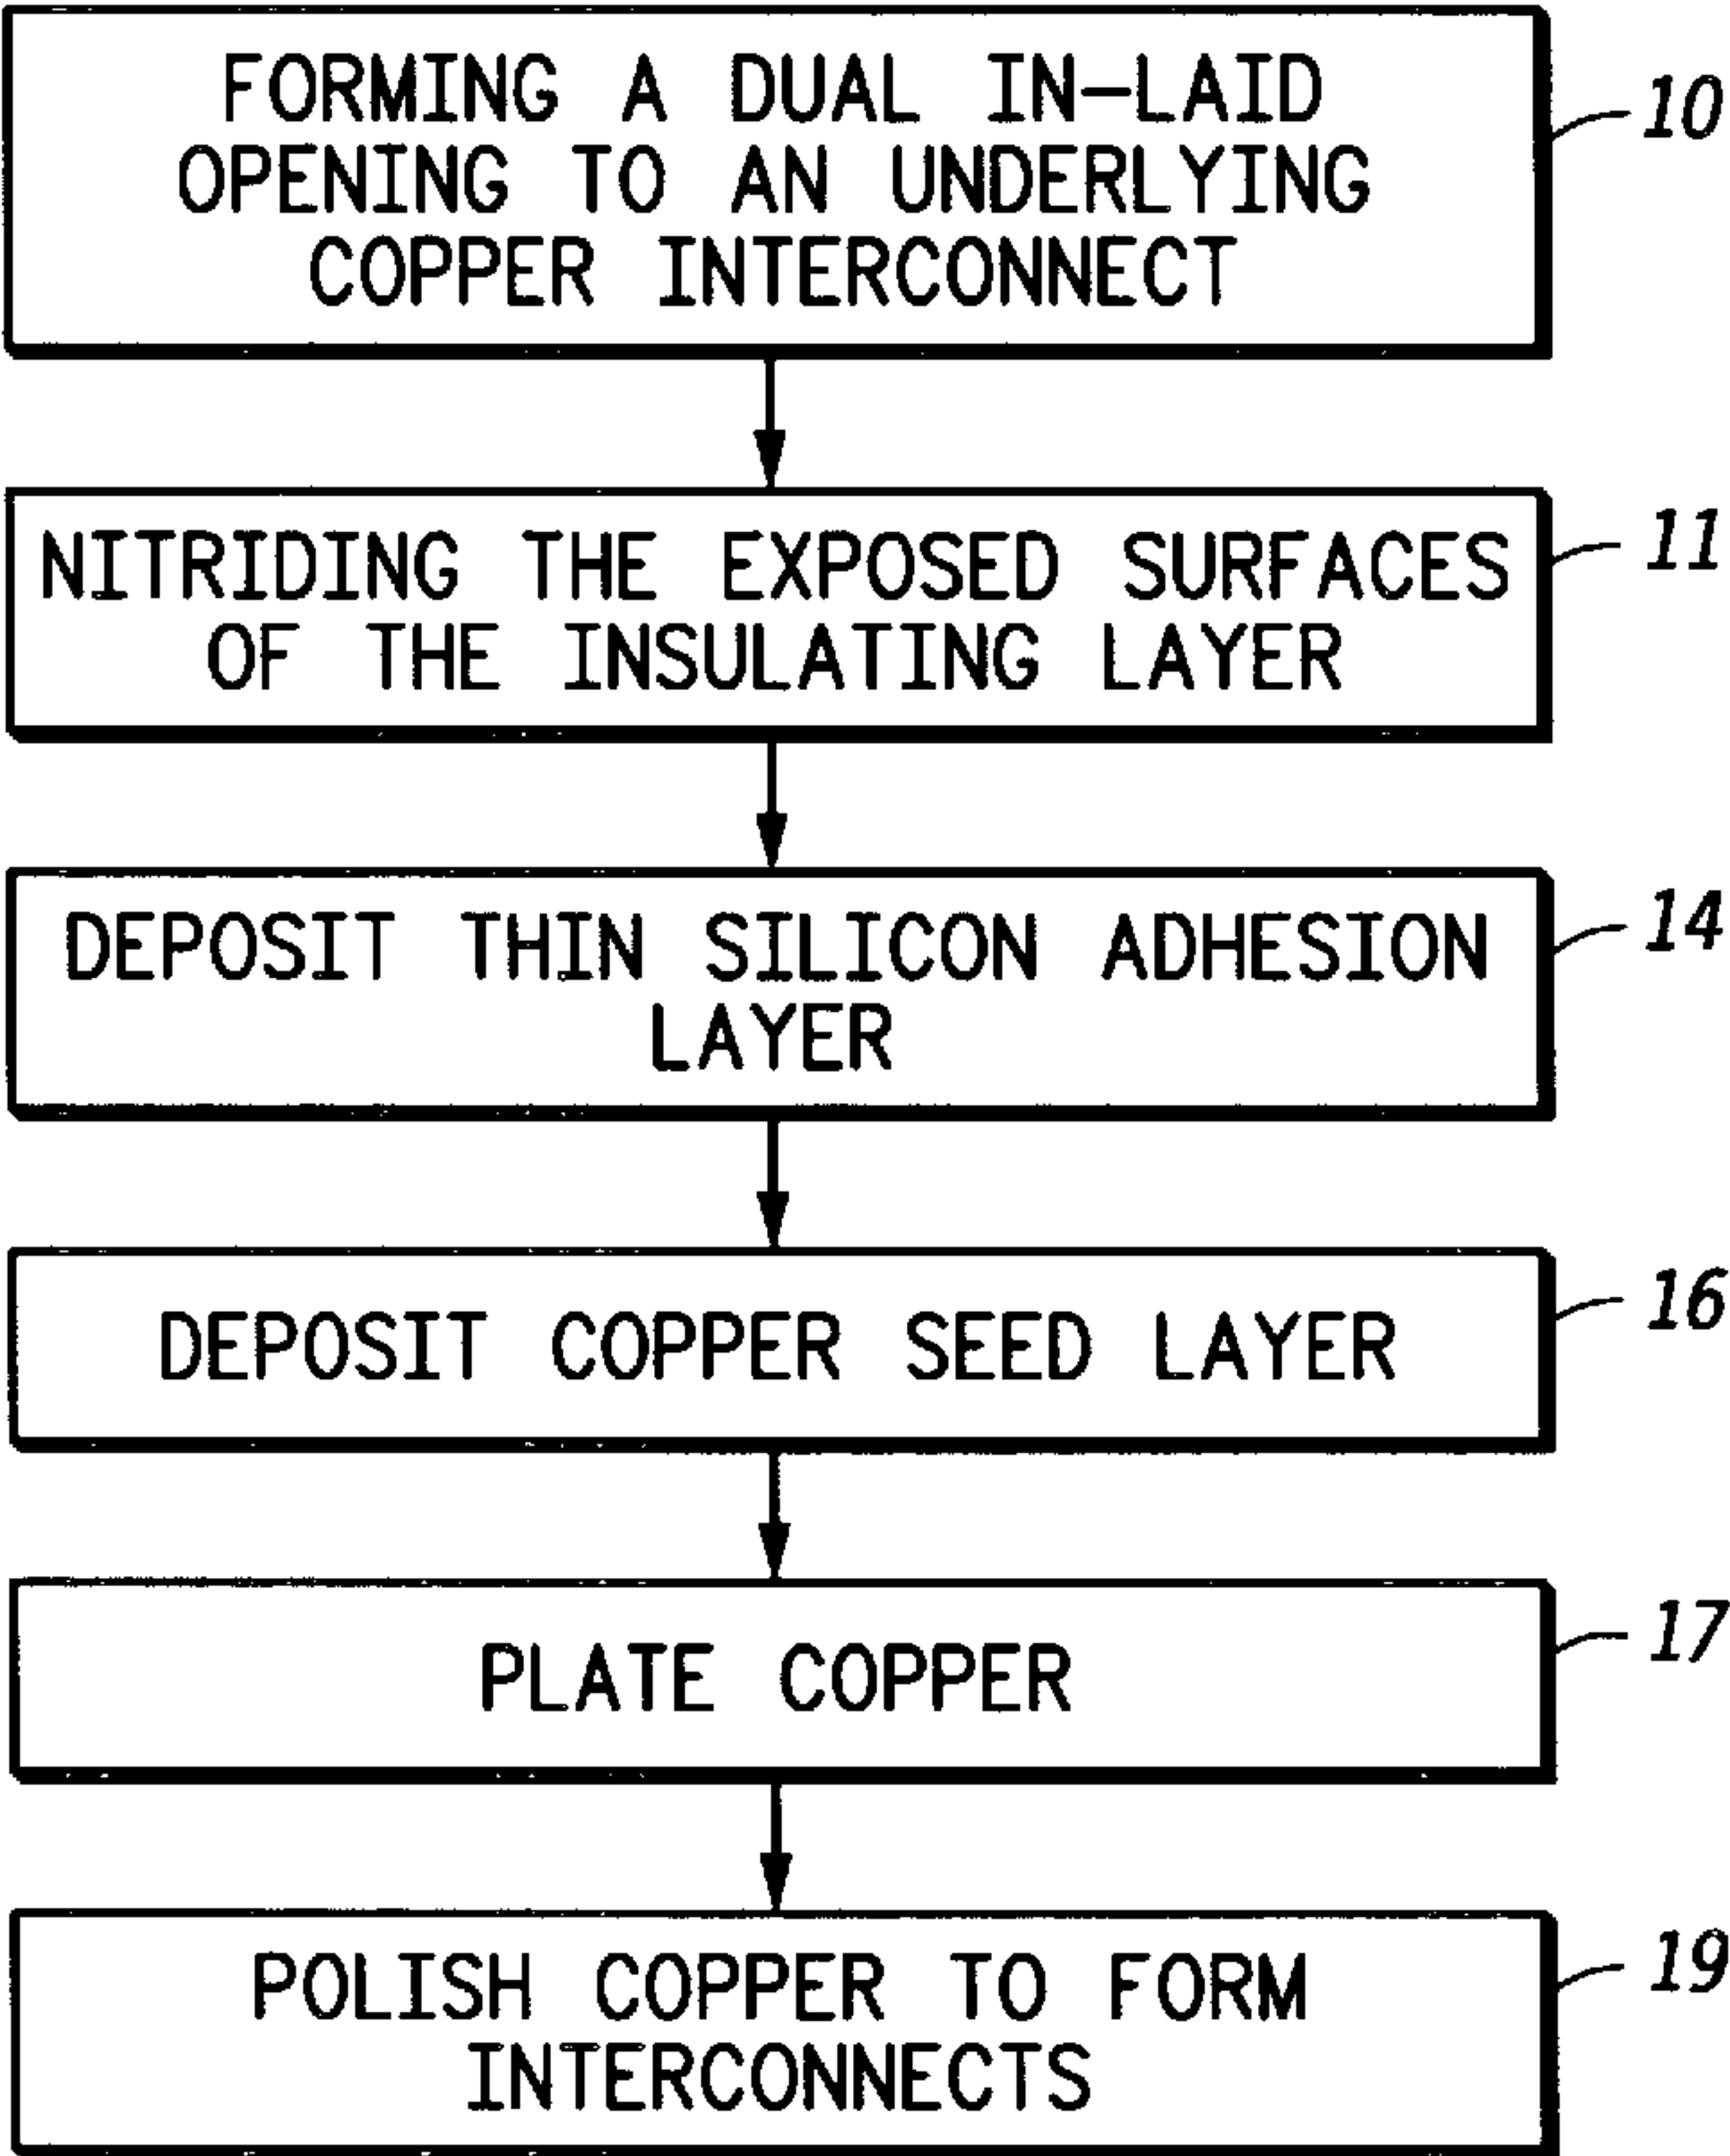 FORMING A DUAL IN-LAID
OPENING TO AN UNDERLYING
COPPER INTERCONNECT
10
NITRIDING THE EXPOSED SURFACES
OF THE INSULATING LAYER
11
DEPOSIT THIN SILICON ADHESION
LAYER
14
DEPOSIT COPPER SEED LAYER
16
PLATE COPPER
17
POLISH COPPER TO FORM
INTERCONNECTS
19